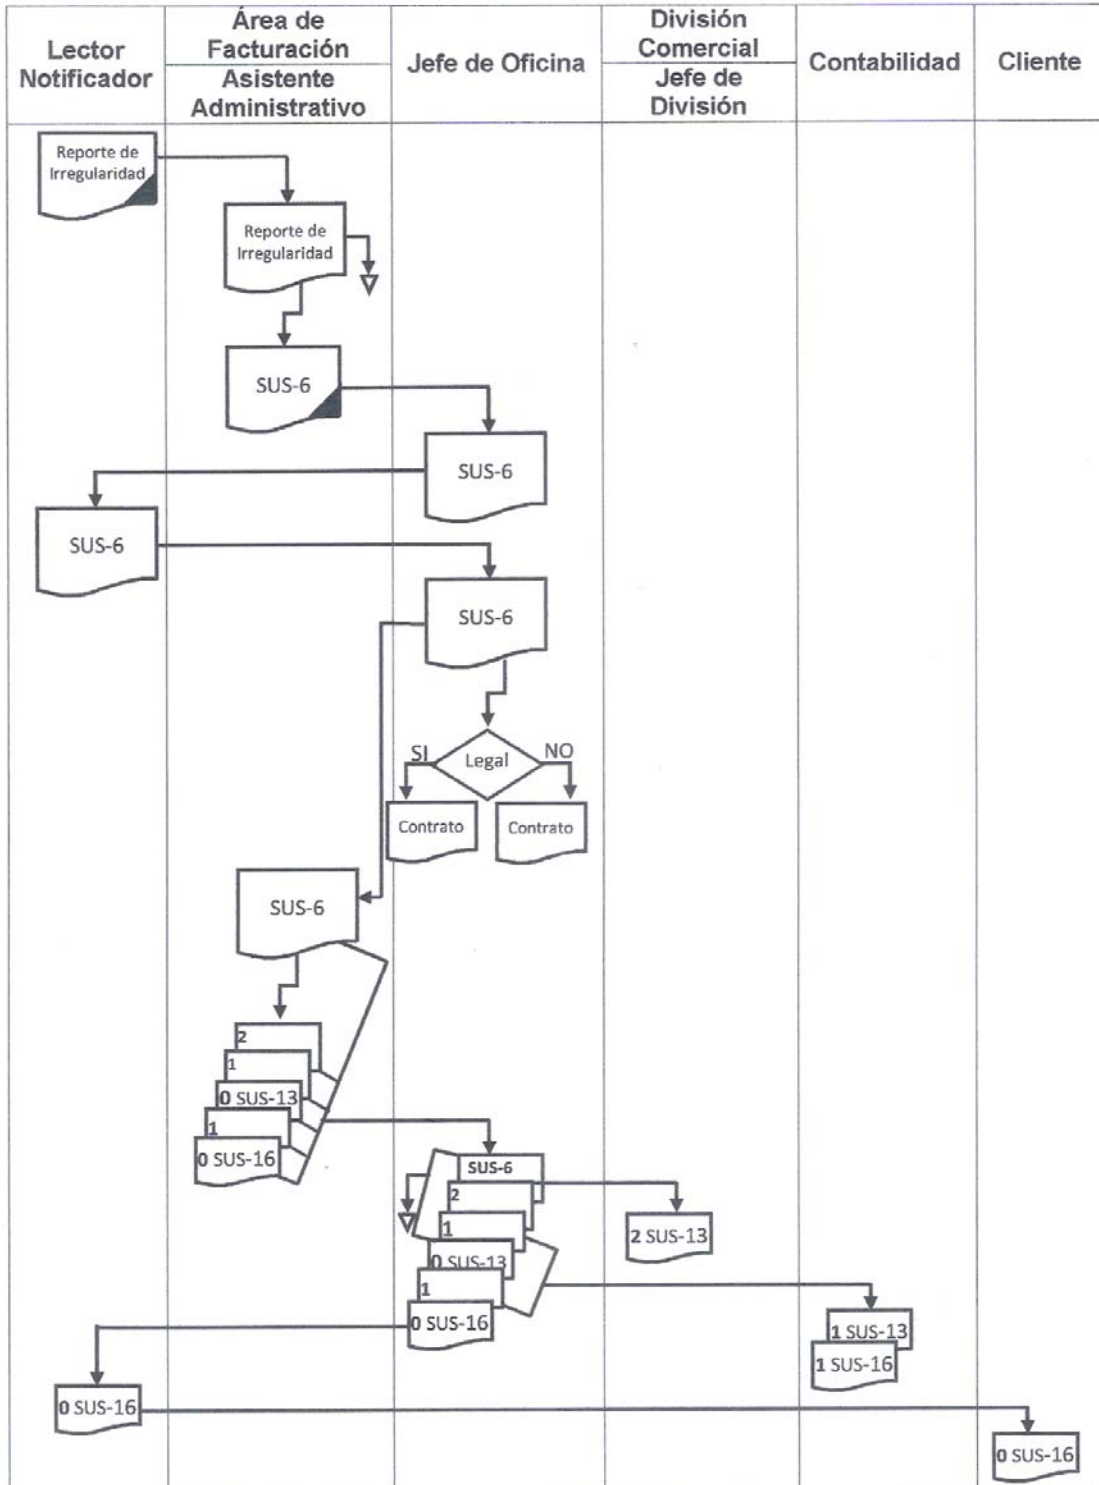 Lector
Notificador
Área de
Facturación
Asistente
Administrativo
Jefe de Oficina
División
Comercial
Jefe de
División
Contabilidad
Cliente
Reporte de
Irregularidad
Reporte de
Irregularidad
SUS-6
SUS-6
SUS-6
SUS-6
SI
Legal
NO
Contrato
Contrato
SUS-6
2
1
0 SUS-13
1
0 SUS-16
SUS-6
2
1
0 SUS-13
1
0 SUS-16
2 SUS-13
1 SUS-13
1 SUS-16
0 SUS-16
0 SUS-16